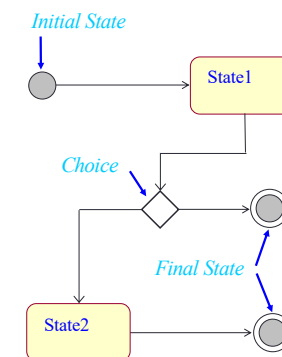 Initial State
State1
Choice
Final State
State2